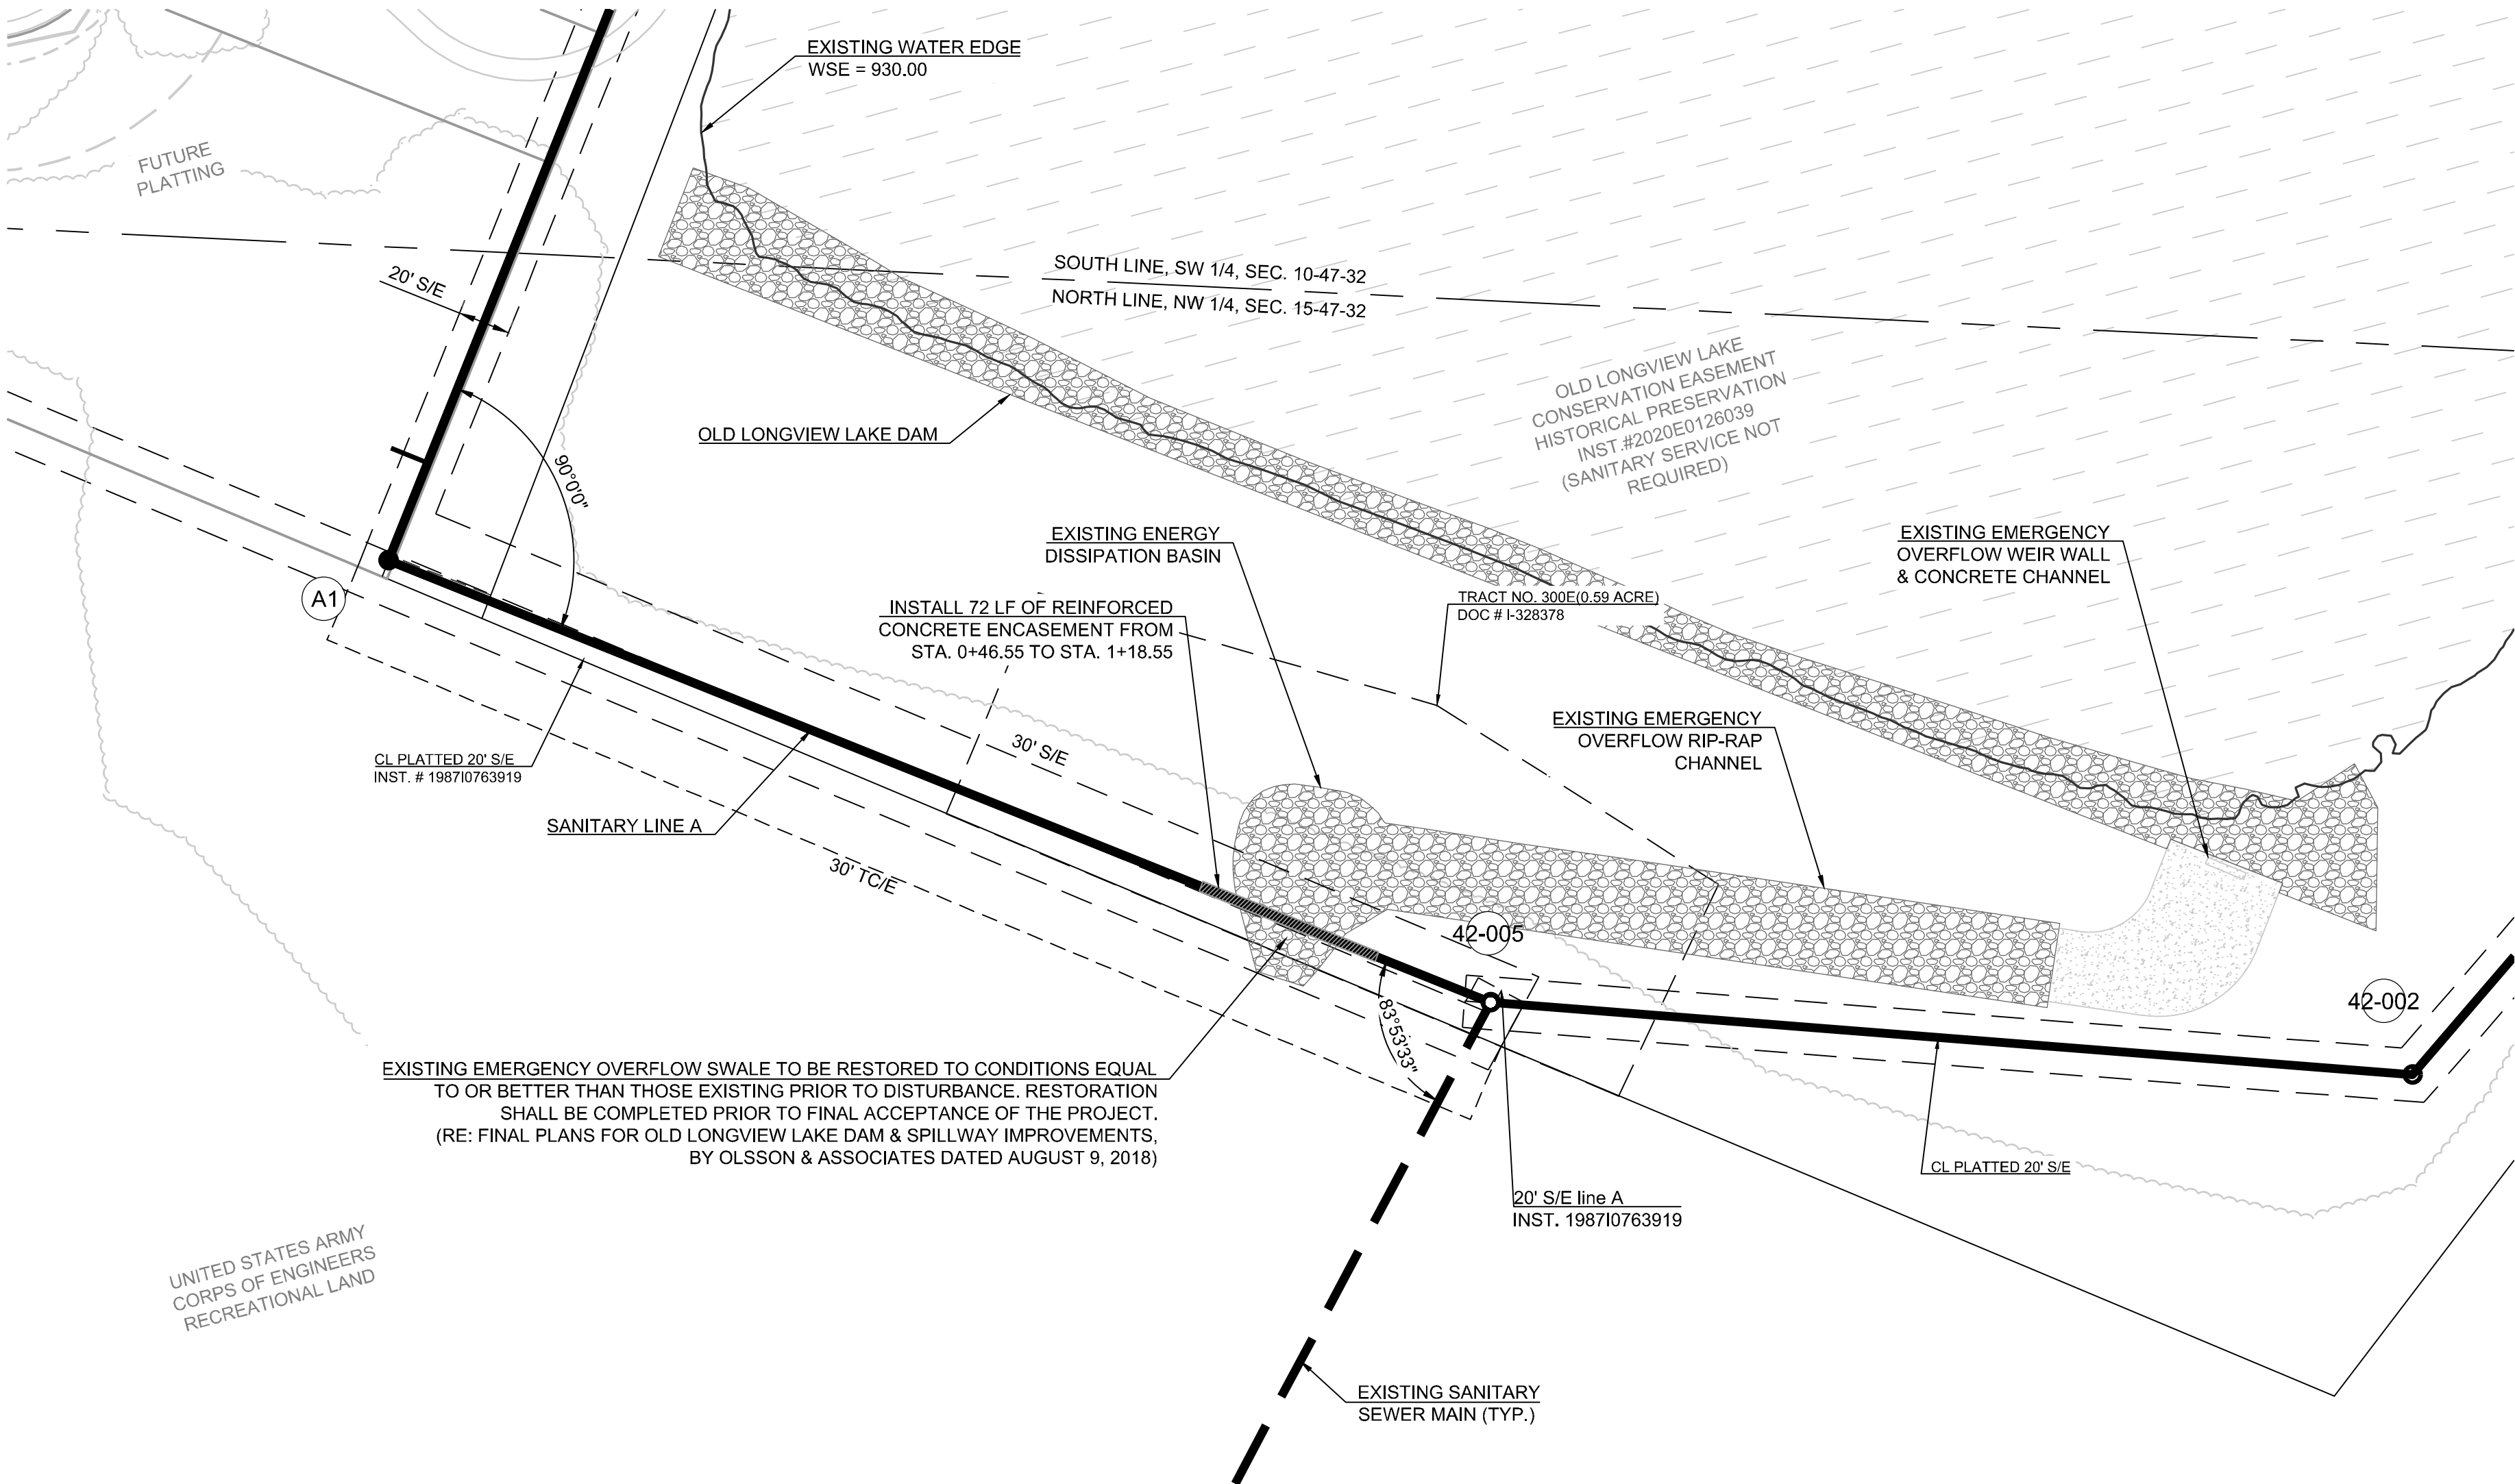 EXISTING WATER EDGE
WSE = 930.00
FUTURE
PLATTING
20' S/E
SOUTH LINE, SW 1/4, SEC. 10-47-32
NORTH LINE, NW 1/4, SEC. 15-47-32
OLD LONGVIEW LAKE
CONSERVATION EASEMENT
HISTORICAL PRESERVATION
INST.#2020E0126039
(SANITARY SERVICE NOT
REQUIRED)
OLD LONGVIEW LAKE DAM
90°0'0"
EXISTING ENERGY
DISSIPATION BASIN
EXISTING EMERGENCY
OVERFLOW WEIR WALL
& CONCRETE CHANNEL
A1
INSTALL 72 LF OF REINFORCED
CONCRETE ENCASEMENT FROM
STA. 0+46.55 TO STA. 1+18.55
TRACT NO. 300E(0.59 ACRE)
DOC # I-328378
30' S/E
EXISTING EMERGENCY
OVERFLOW RIP-RAP
CHANNEL
CL PLATTED 20' S/E
INST. # 1987I0763919
SANITARY LINE A
30' TC/E
42-005
42-002
83°53'33"
EXISTING EMERGENCY OVERFLOW SWALE TO BE RESTORED TO CONDITIONS EQUAL
TO OR BETTER THAN THOSE EXISTING PRIOR TO DISTURBANCE. RESTORATION
SHALL BE COMPLETED PRIOR TO FINAL ACCEPTANCE OF THE PROJECT.
(RE: FINAL PLANS FOR OLD LONGVIEW LAKE DAM & SPILLWAY IMPROVEMENTS,
BY OLSSON & ASSOCIATES DATED AUGUST 9, 2018)
CL PLATTED 20' S/E
20' S/E line A
INST. 1987I0763919
UNITED STATES ARMY
CORPS OF ENGINEERS
RECREATIONAL LAND
EXISTING SANITARY
SEWER MAIN (TYP.)